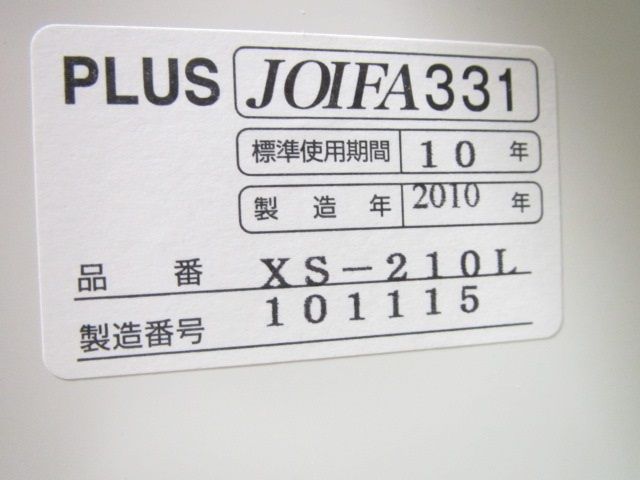 PLUS JOIFA331
標準使用期間 10 年
製造年 2010 年
品番 XS-210L
製造番号 101115